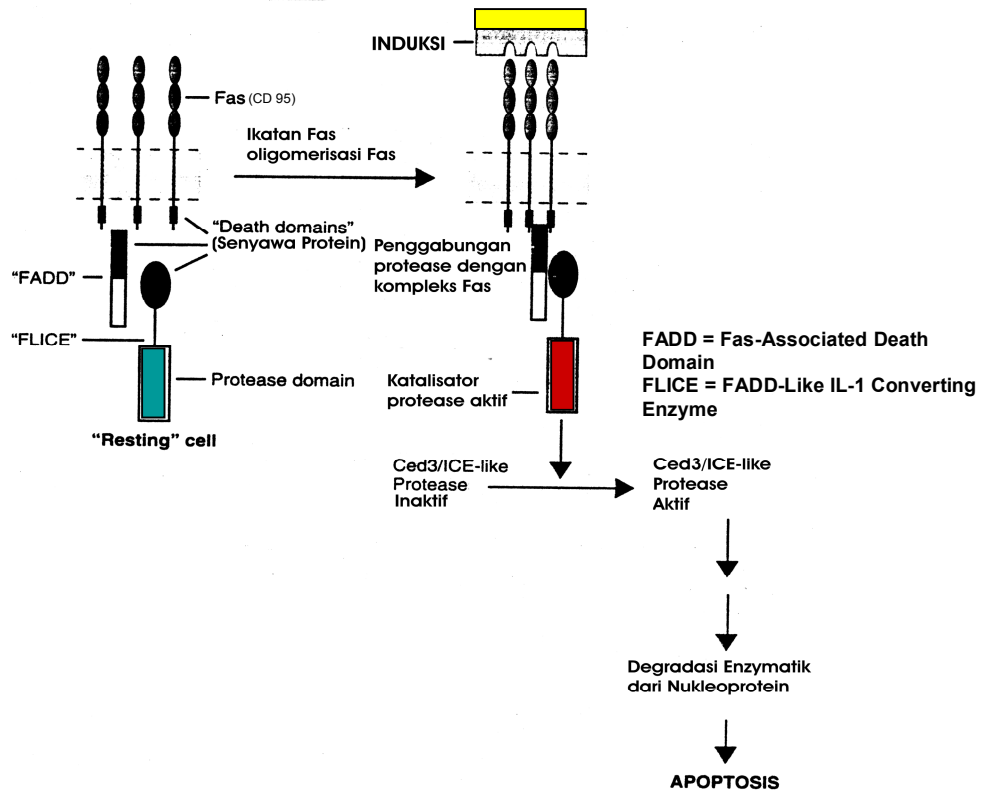 INDUKSI
Fas (CD 95)
Ikatan Fas
oligomerisasi Fas
"Death domains"
(Senyawa Protein)
"FADD"
"FLICE"
Protease domain
"Resting" cell
Penggabungan
protease dengan
kompleks Fas
Katalisator
protease aktif
FADD = Fas-Associated Death
Domain
FLICE = FADD-Like IL-1 Converting
Enzyme
Ced3/ICE-like
Protease
Inaktif
Ced3/ICE-like
Protease
Aktif
Degradasi Enzymatik
dari Nukleoprotein
APOPTOSIS